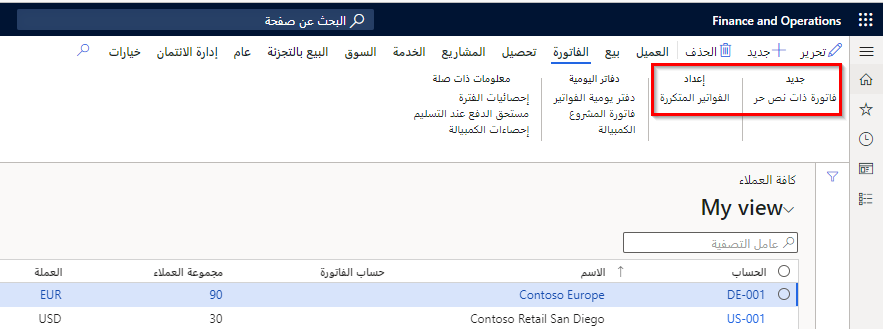 Finance and Operations
البحث عن صفحة
تحرير جديد الحذف العميل بيع الفاتورة تحصيل المشاريع الخدمة السوق البيع بالتجزئة عام إدارة الائتمان خيارات
جديد
فاتورة ذات نص حر
إعداد
الفواتير المتكررة
دفاتر اليومية
دفتر يومية الفواتير
فاتورة المشروع
الكمبيالة
معلومات ذات صلة
إحصائيات الفترة
مستحق الدفع عند التسليم
إحصاءات الكمبيالة
كافة العملاء
My view
عامل التصفية
الحساب الاسم حساب الفاتورة مجموعة العملاء العملة
DE-001 Contoso Europe 90 EUR
US-001 Contoso Retail San Diego 30 USD